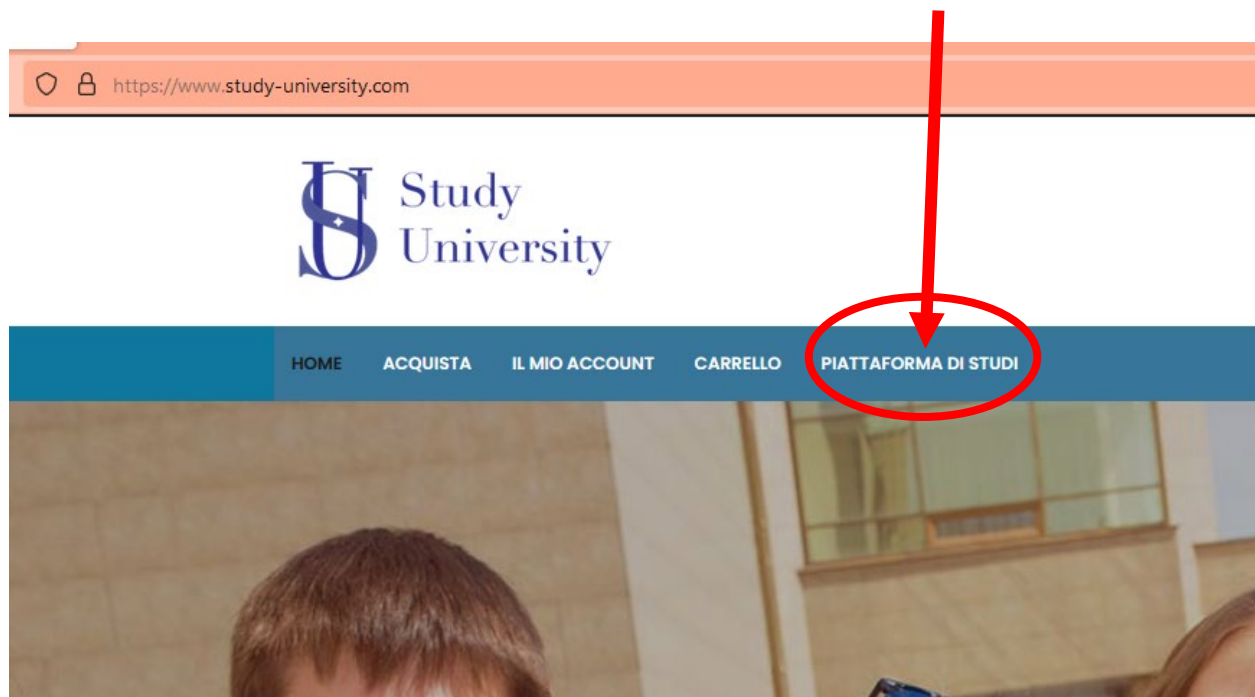 https://www.study-university.com
Study
University
HOME ACQUISTA IL MIO ACCOUNT CARRELLO PIATTAFORMA DI STUDI